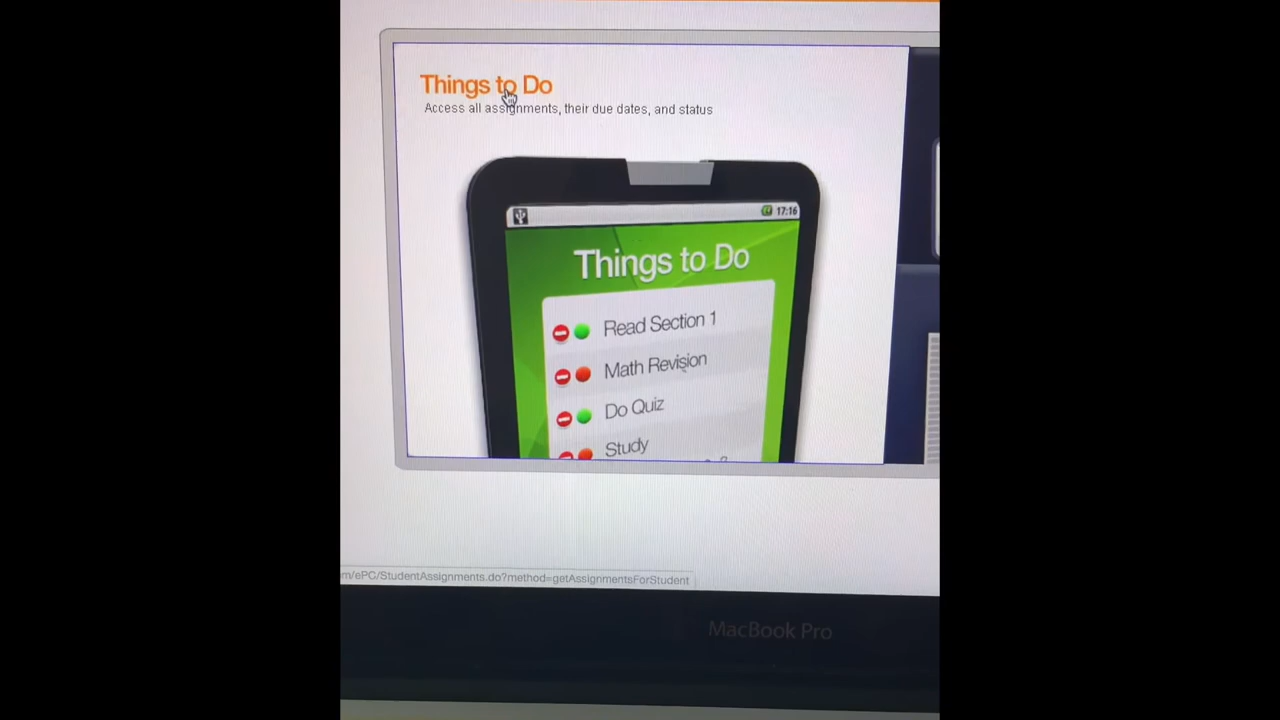 Things to Do
Access all assignments, their due dates, and status
17:16
Things to Do
Read Section 1
Math Revision
Do Quiz
Study
m/ePC/StudentAssignments.do?method=getAssignmentsForStudent
MacBook Pro